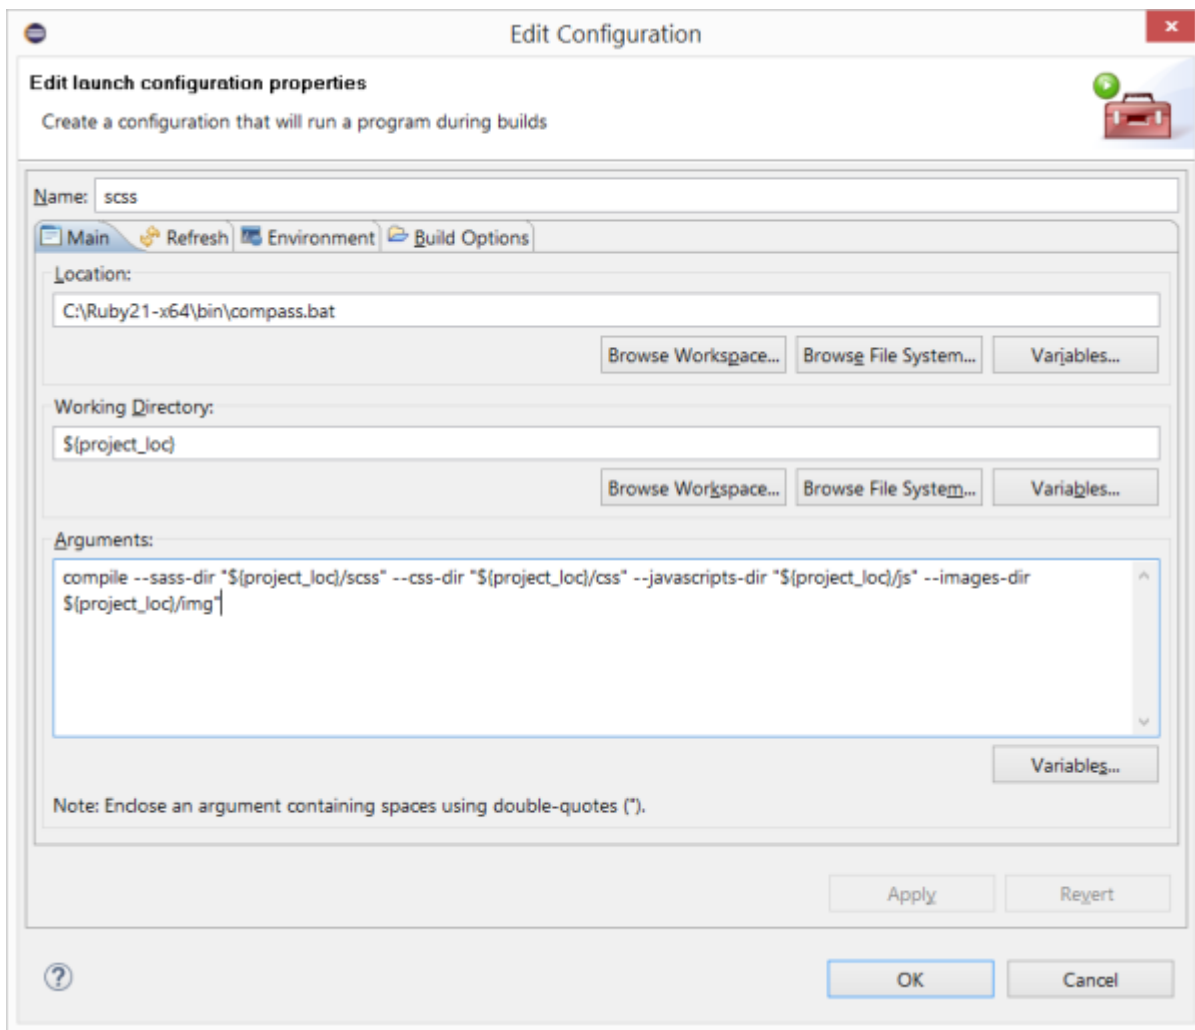 Edit Configuration
Edit launch configuration properties
Create a configuration that will run a program during builds
Name: scss
Main Refresh Environment Build Options
Location:
C:\Ruby21-x64\bin\compass.bat
Browse Workspace... Browse File System... Variables...
Working Directory:
${project_loc}
Browse Workspace... Browse File System... Variables...
Arguments:
compile --sass-dir "${project_loc}/scss" --css-dir "${project_loc}/css" --javascripts-dir "${project_loc}/js" --images-dir
${project_loc}/img"
Variables...
Note: Enclose an argument containing spaces using double-quotes (").
Apply Revert
OK Cancel